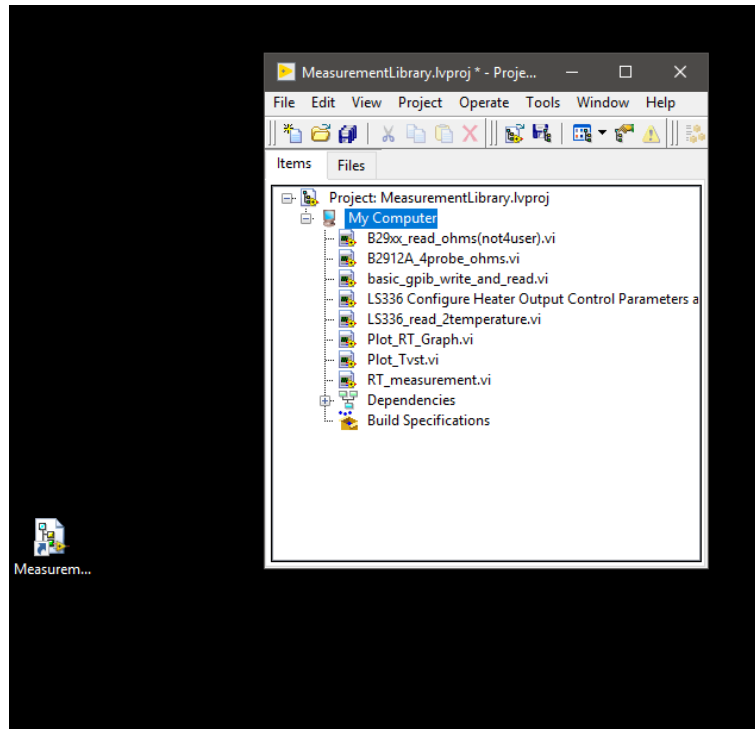 MeasurementLibrary.lvproj * - Proje...
File Edit View Project Operate Tools Window Help
Items Files
Project: MeasurementLibrary.lvproj
My Computer
B29xx_read_ohms(not4user).vi
B2912A_4probe_ohms.vi
basic_gpib_write_and_read.vi
LS336 Configure Heater Output Control Parameters a
LS336_read_2temperature.vi
Plot_RT_Graph.vi
Plot_Tvst.vi
RT_measurement.vi
Dependencies
Build Specifications
Measurem...